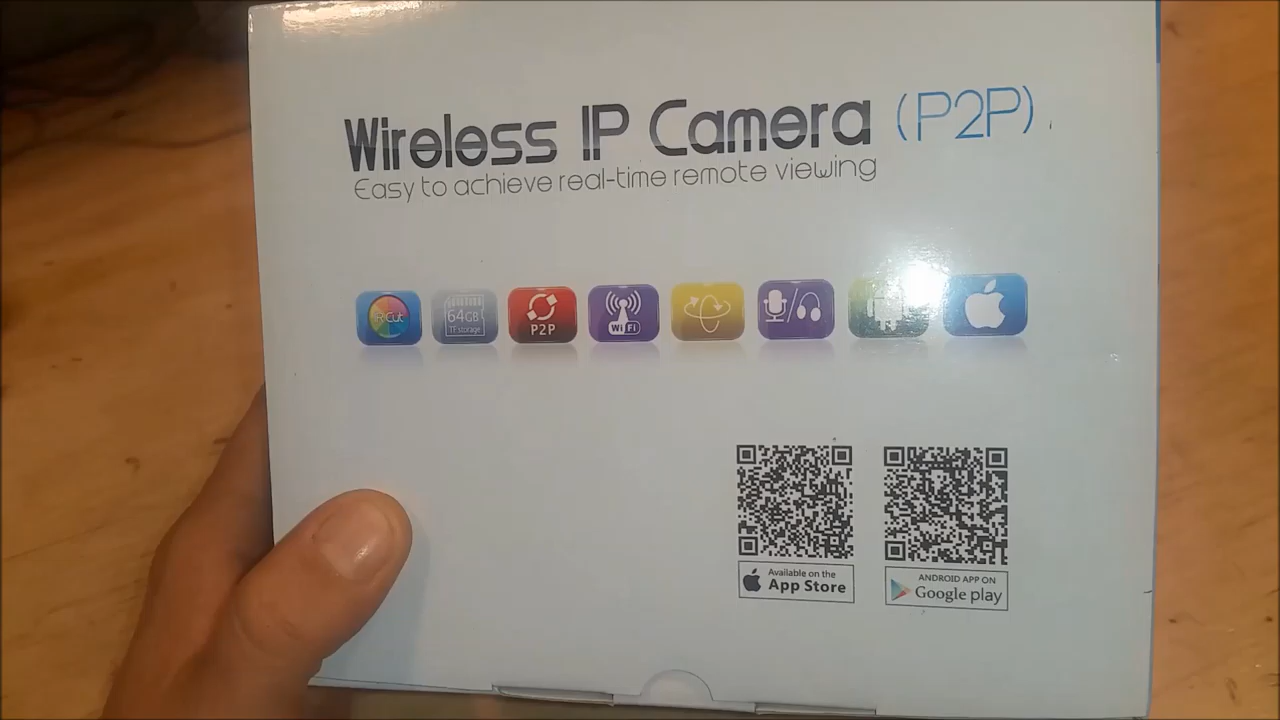 Wireless IP Camera (P2P)
Easy to achieve real-time remote viewing
IR-Cut
64GB
TF storage
P2P
WiFi
Available on the
App Store
ANDROID APP ON
Google play